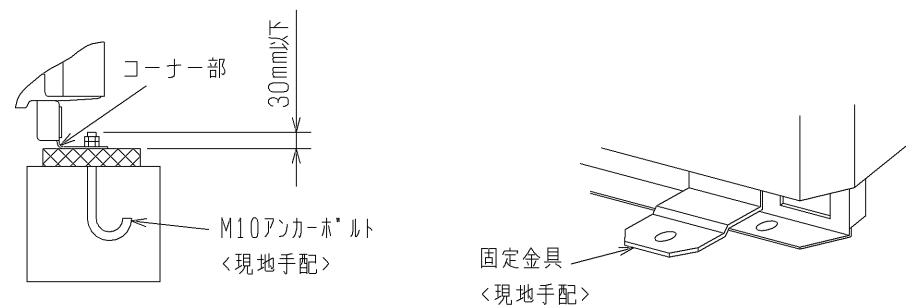 コーナー部
30mm以下
M10アンカーボルト
<現地手配>
固定金具
<現地手配>